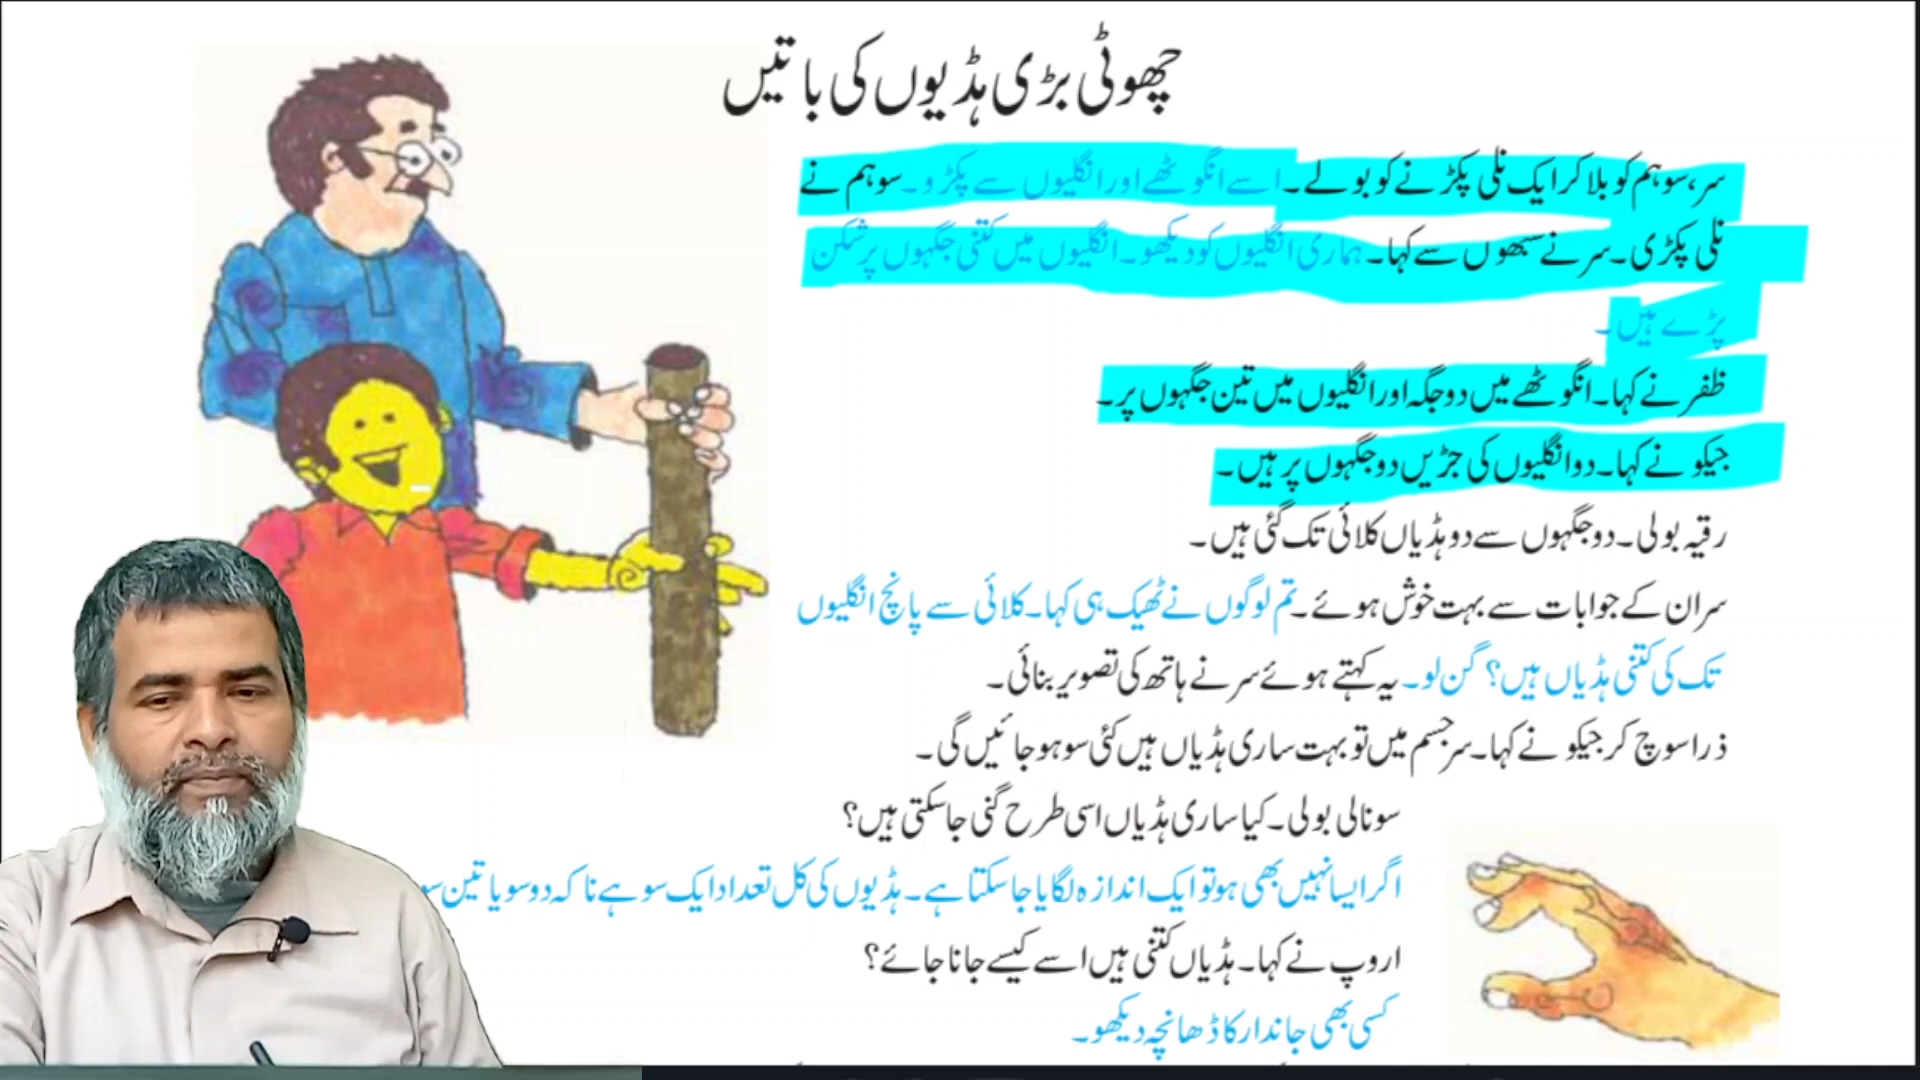 چھوٹی بڑی ہڈیوں کی باتیں
سر، سوہم کو بلا کر ایک نلی پکڑنے کو بولے۔ اسے انگوٹھے اور انگلیوں سے پکڑو۔ سوہم نے
نلی پکڑی۔ سر نے سبھوں سے کہا۔ ہماری انگلیوں کو دیکھو۔ انگلیوں میں کتنی جگہوں پر شکن
پڑے ہیں۔
ظفر نے کہا۔ انگوٹھے میں دو جگہ اور انگلیوں میں تین جگہوں پر۔
جیکو نے کہا۔ دو انگلیوں کی جڑیں دو جگہوں پر ہیں۔
رقیہ بولی۔ دو جگہوں سے دو ہڈیاں کلائی تک گئی ہیں۔
سر ان کے جوابات سے بہت خوش ہوئے۔ تم لوگوں نے ٹھیک ہی کہا۔ کلائی سے پانچ انگلیوں
تک کی کتنی ہڈیاں ہیں؟ گن لو۔ یہ کہتے ہوئے سر نے ہاتھ کی تصویر بنائی۔
ذرا سوچ کر جیکو نے کہا۔ سر جسم میں تو بہت ساری ہڈیاں ہیں کئی سو ہو جائیں گی۔
سونالی بولی۔ کیا ساری ہڈیاں اسی طرح گنی جا سکتی ہیں؟
اگر ایسا نہیں بھی ہو تو ایک اندازہ لگایا جا سکتا ہے۔ ہڈیوں کی کل تعداد ایک سو ہے نا کہ دو سو یا تین سو
اروپ نے کہا۔ ہڈیاں کتنی ہیں اسے کیسے جانا جائے؟
کسی بھی جاندار کا ڈھانچہ دیکھو۔